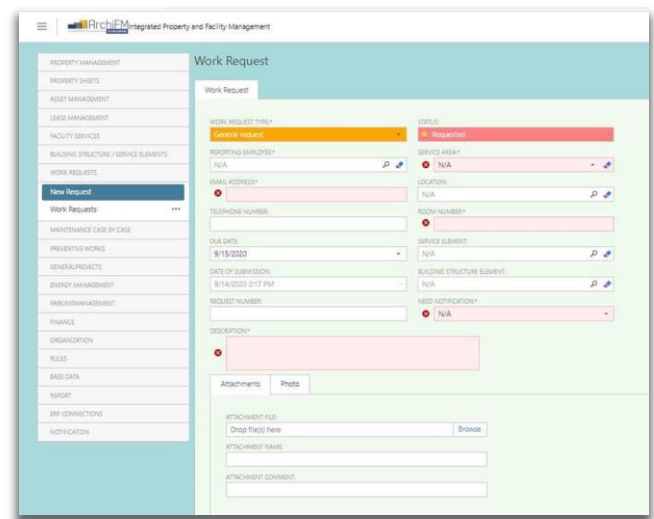 ArchiFM Integrated Property and Facility Management
PROPERTY MANAGEMENT
PROPERTY SHEETS
ASSET MANAGEMENT
LEASE MANAGEMENT
FACILITY SERVICES
BUILDING STRUCTURE / SERVICE ELEMENTS
WORK REQUESTS
New Request
Work Requests
MAINTENANCE CASE BY CASE
PREVENTIVE WORKS
GENERALPROJECTS
ENERGY MANAGEMENT
PARKINGMANAGEMENT
FINANCE
ORGANIZATION
RULES
BASE DATA
REPORT
ERP CONNECTIONS
NOTIFICATION
Work Request
Work Request
WORK REQUEST TYPE:*
General request
STATUS:
Requested
REPORTING EMPLOYEE:*
N/A
SERVICE AREA:*
N/A
EMAIL ADDRESS:*
LOCATION:
N/A
TELEPHONE NUMBER:
ROOM NUMBER:*
DUE DATE:
9/15/2020
SERVICE ELEMENT:
N/A
DATE OF SUBMISSION:
9/14/2020 2:17 PM
BUILDING STRUCTURE ELEMENT:
N/A
REQUEST NUMBER:
NEED NOTIFICATION:*
N/A
DESCRIPTION:*
Attachments Photo
ATTACHMENT FILE:
Drop file(s) here Browse
ATTACHMENT NAME:
ATTACHMENT COMMENT: